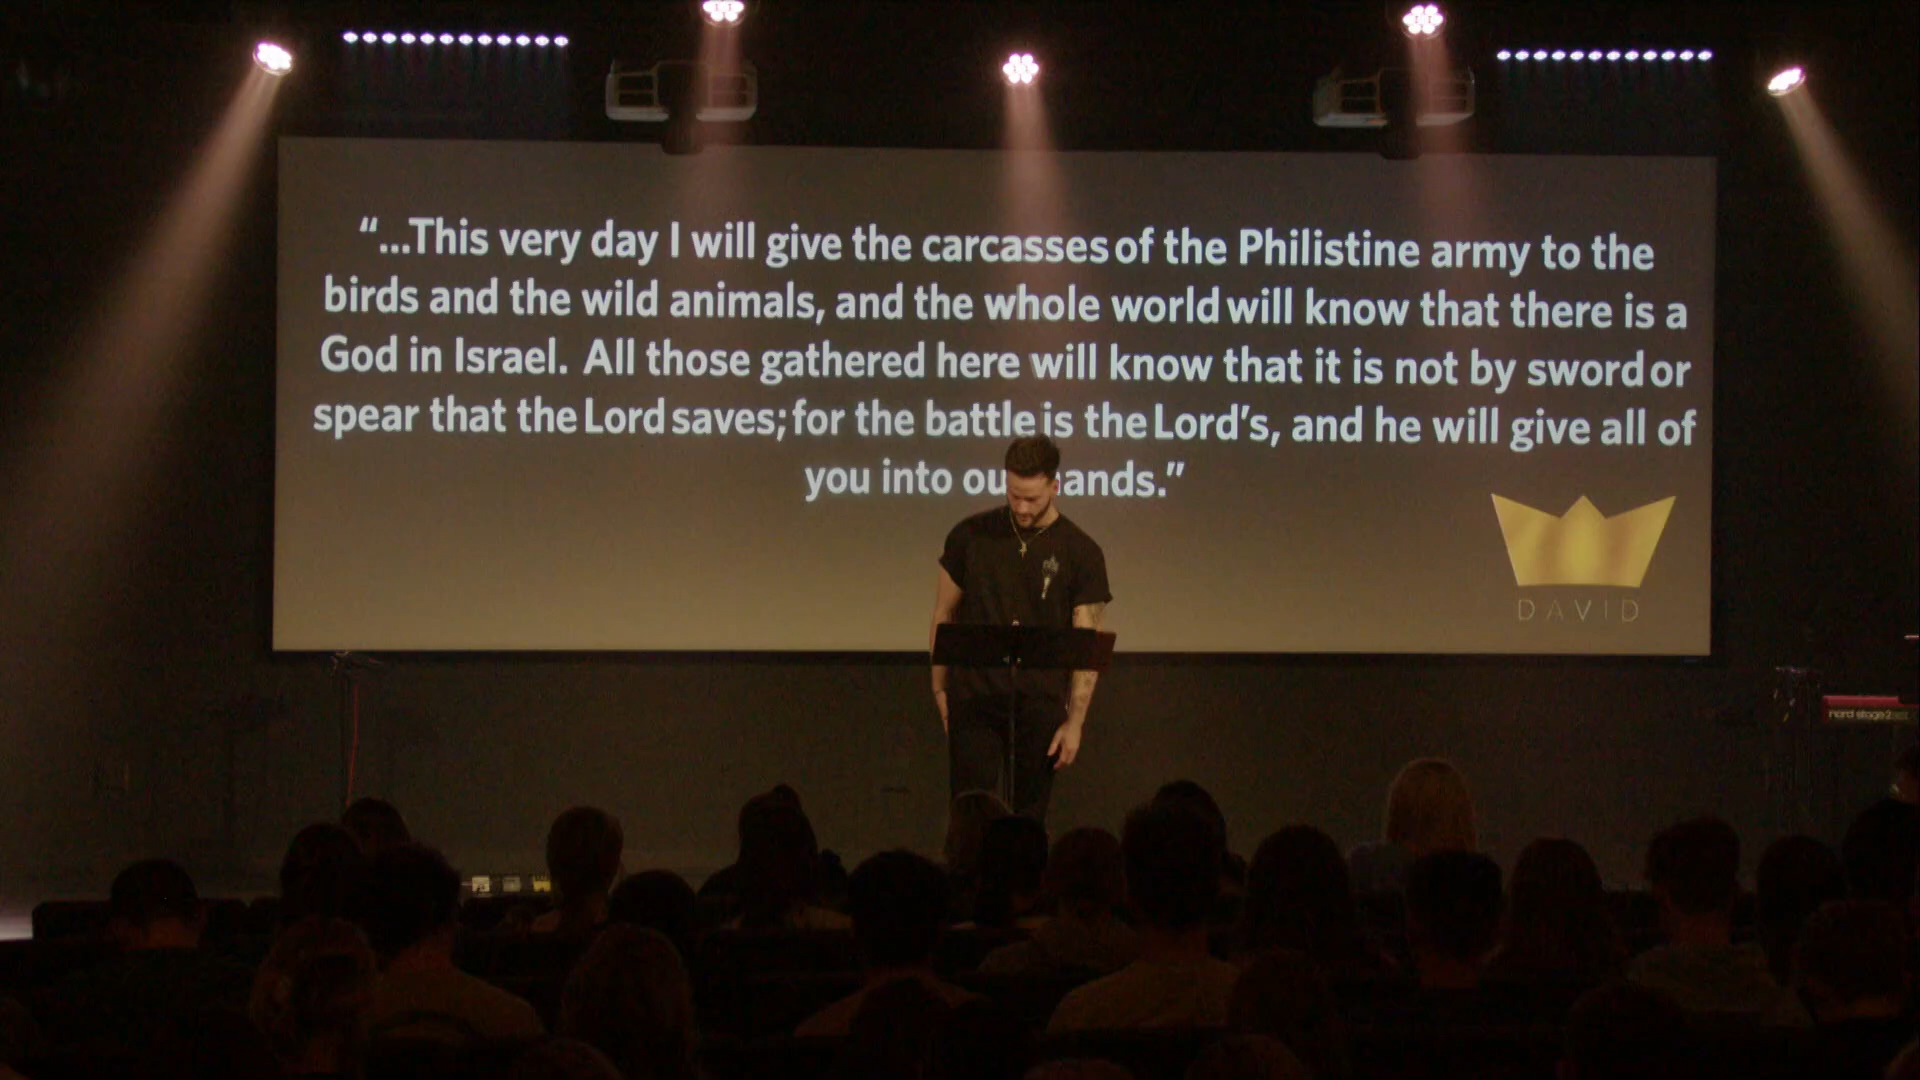 “...This very day I will give the carcasses of the Philistine army to the
birds and the wild animals, and the whole world will know that there is a
God in Israel. All those gathered here will know that it is not by sword or
spear that the Lord saves; for the battle is the Lord’s, and he will give all of
you into ou ands.”
DAVID
nord stage 2